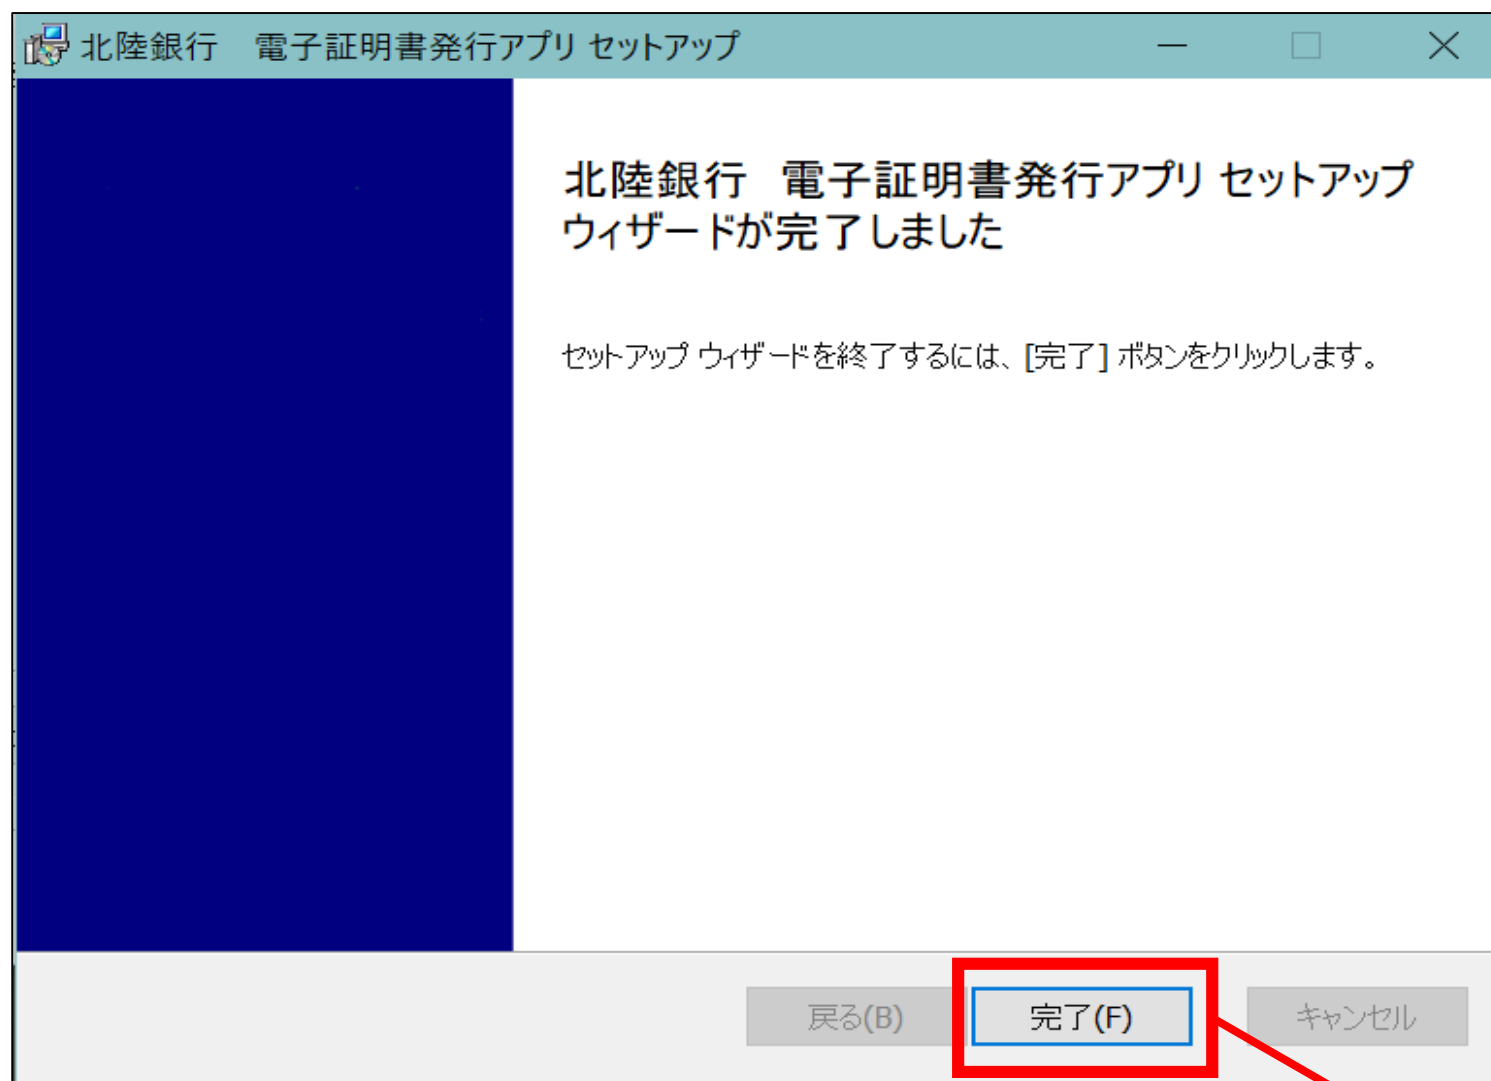 北陸銀行　電子証明書発行アプリ セットアップ
北陸銀行　電子証明書発行アプリ セットアップ
ウィザードが完了しました
セットアップ ウィザードを終了するには、[完了] ボタンをクリックします。
戻る(B) 完了(F) キャンセル